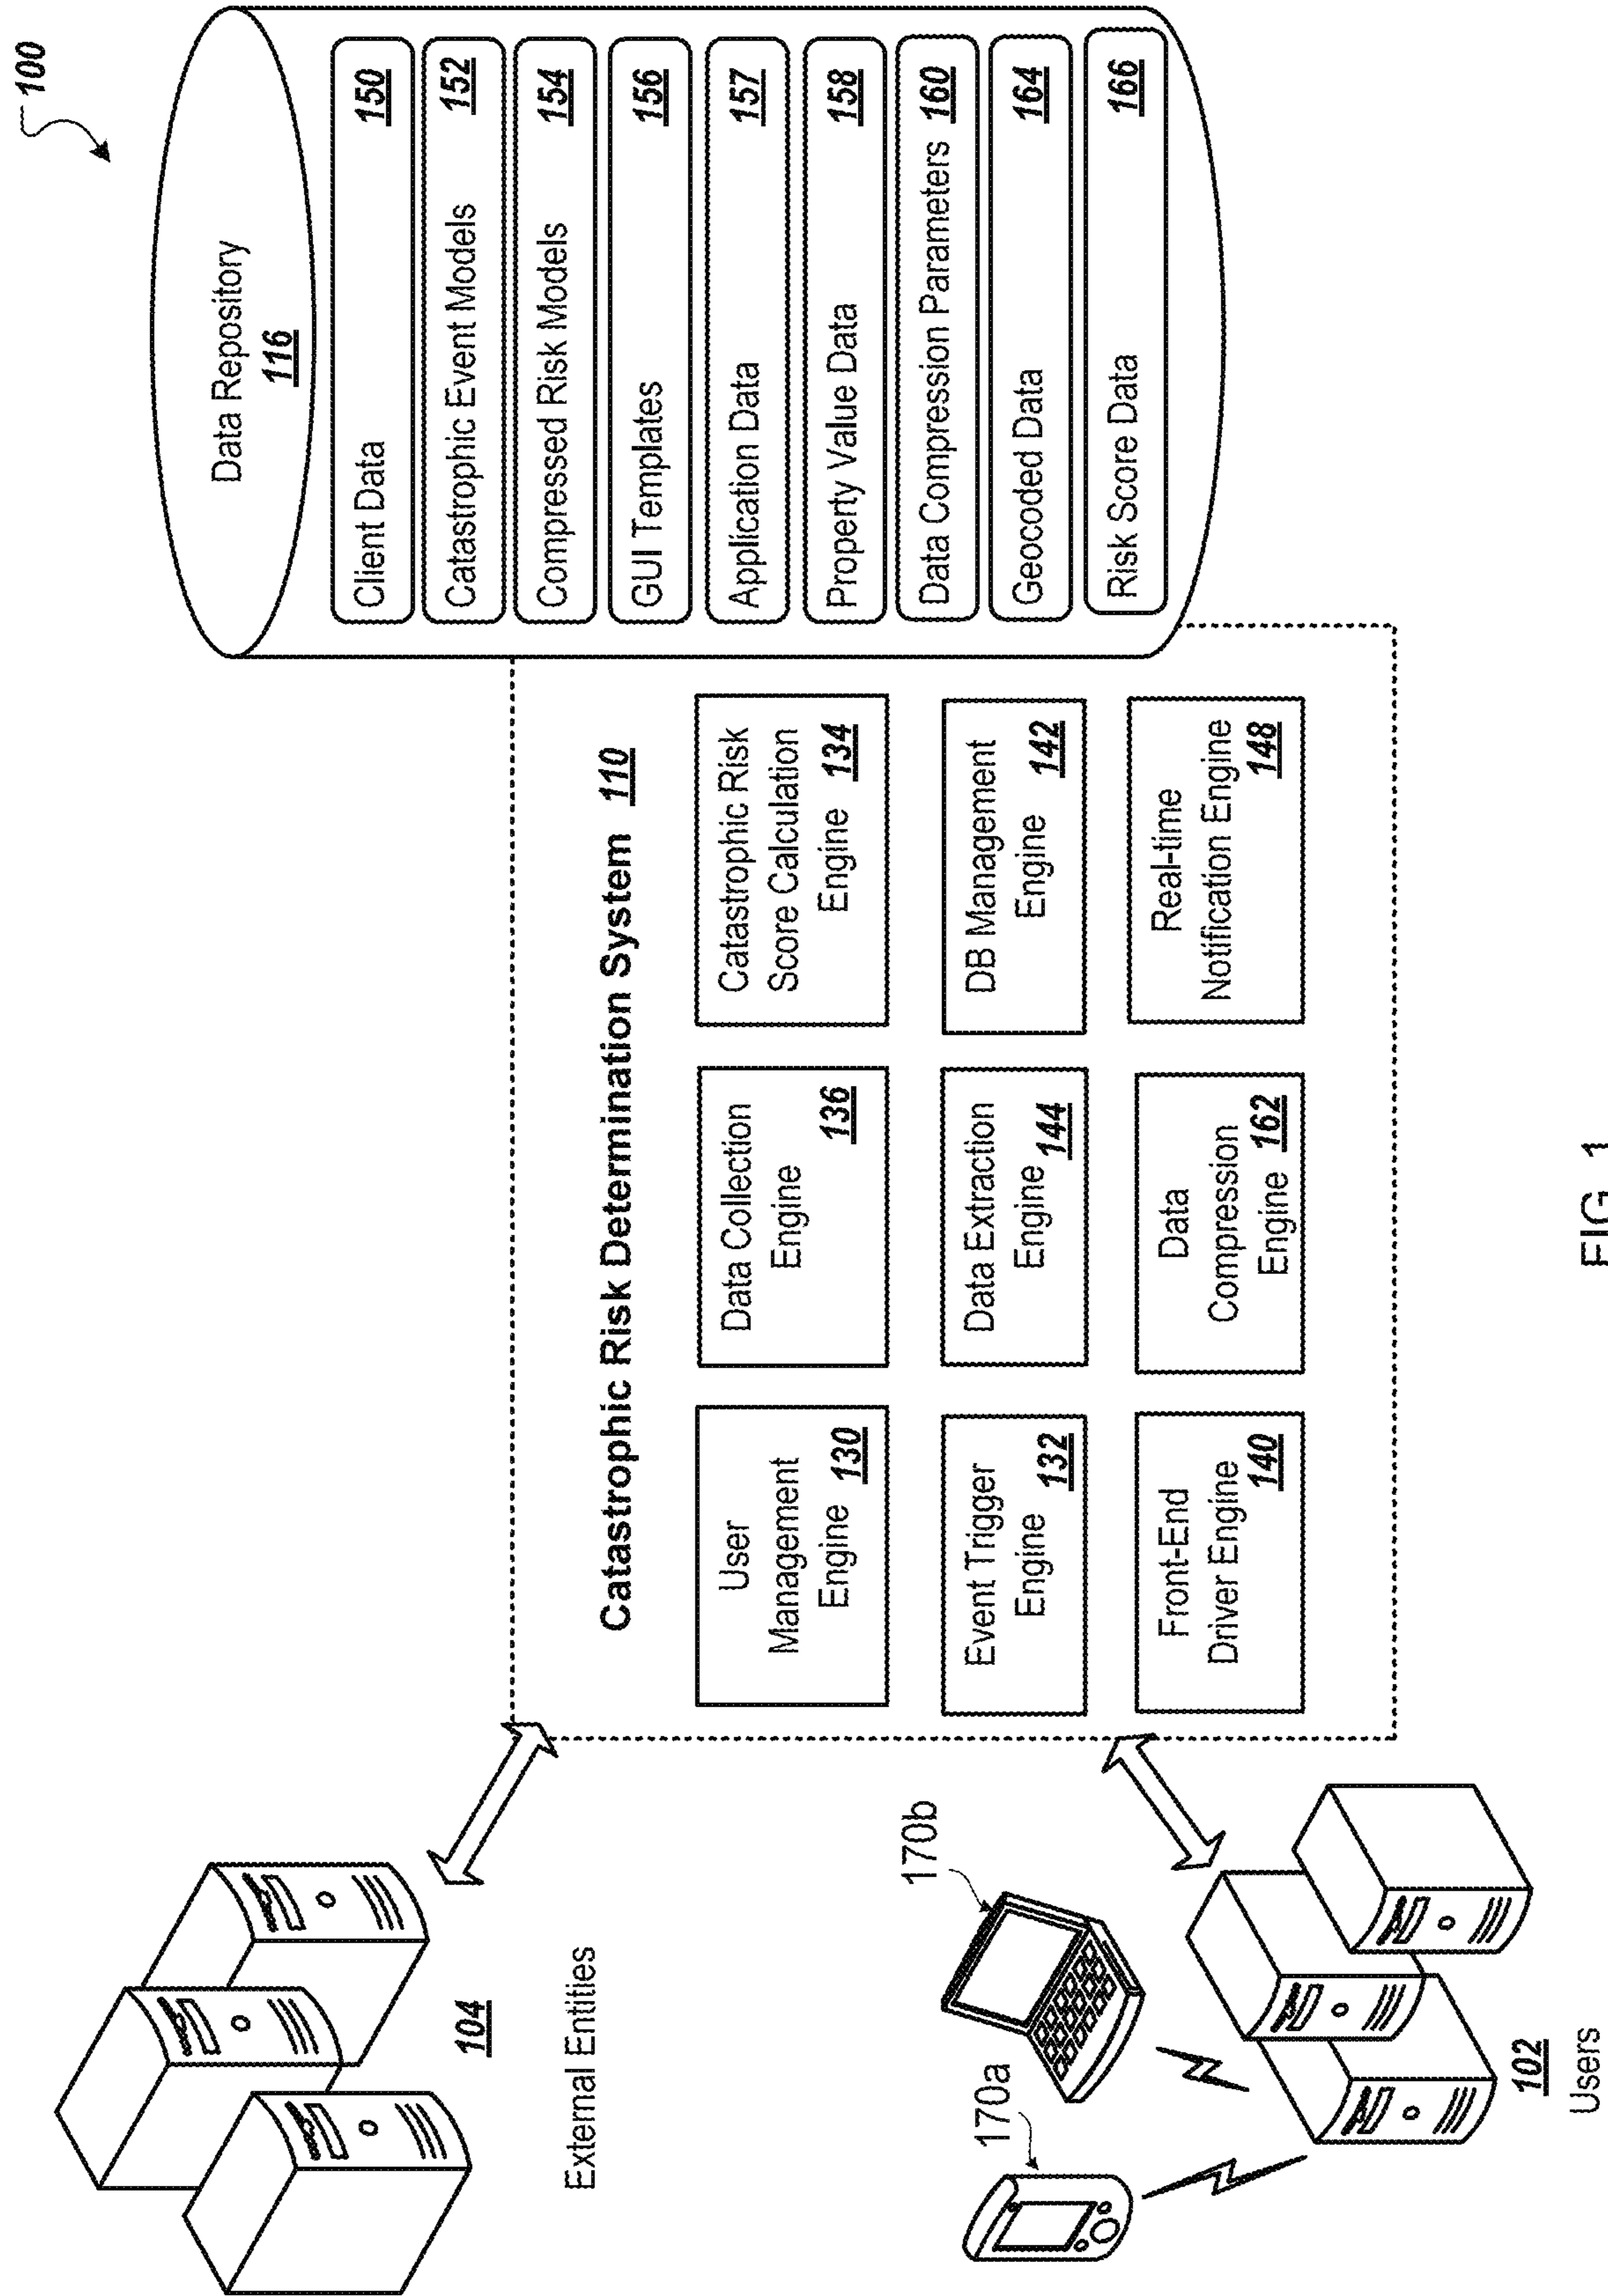 100
Data Repository
116
Client Data 150
Catastrophic Event Models 152
Compressed Risk Models 154
GUI Templates 156
Application Data 157
Property Value Data 158
Data Compression Parameters 160
Geocoded Data 164
Risk Score Data 166
104
External Entities
Catastrophic Risk Determination System 110
User
Management
Engine 130
Data Collection
Engine 136
Catastrophic Risk
Score Calculation
Engine 134
Event Trigger
Engine 132
Data Extraction
Engine 144
DB Management
Engine 142
Front-End
Driver Engine
140
Data
Compression
Engine 162
Real-time
Notification Engine
148
170a
170b
102
Users
FIG. 1